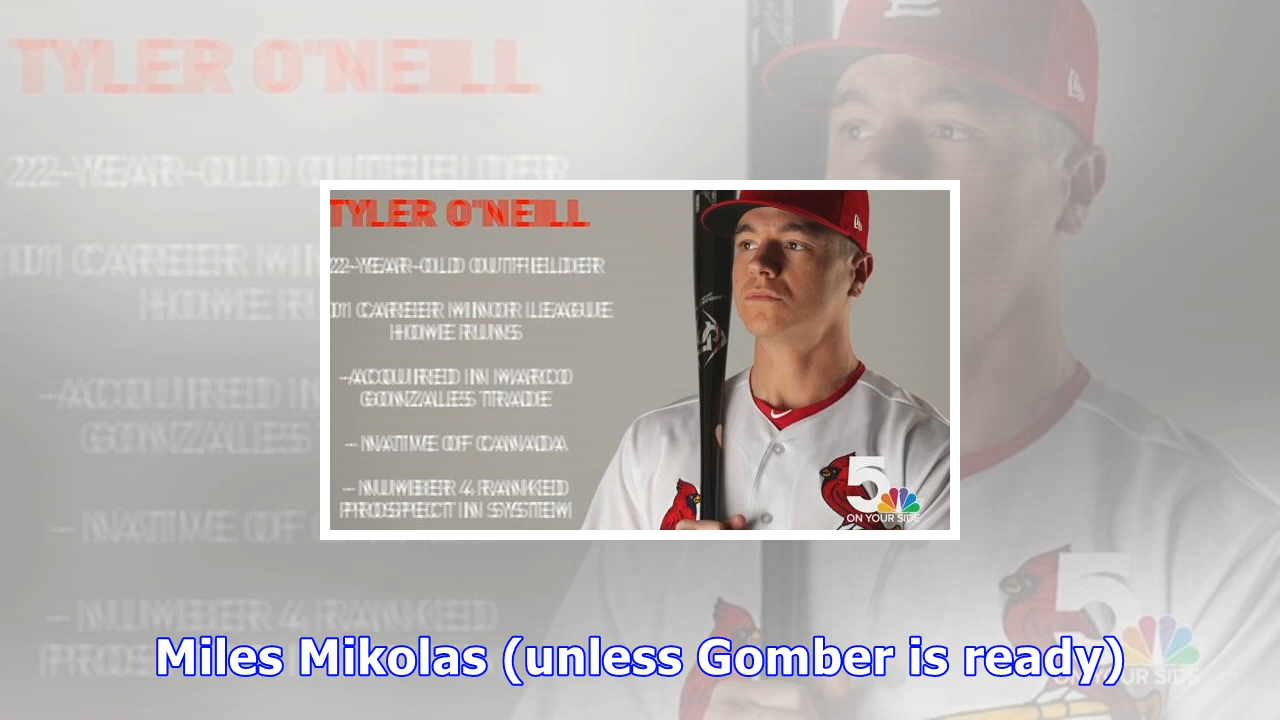 TYLER O'NEILL
22-YEAR-OLD OUTFIELDER
CAREER MINOR LEAGUE
HOME RUNS
-ACQUIRED IN MARCO
GONZALES TRADE
- NATIVE OF CANADA
- NUMBER 4 RANKED
PROSPECT IN SYSTEM
5
ON YOUR SIDE
Miles Mikolas (unless Gomber is ready)